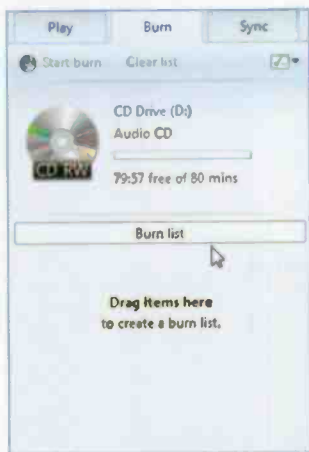 Play Burn Sync
Start burn Clear list
CD Drive (D:)
Audio CD
CD RW
79:57 free of 80 mins
Burn list
Drag items here
to create a burn list.